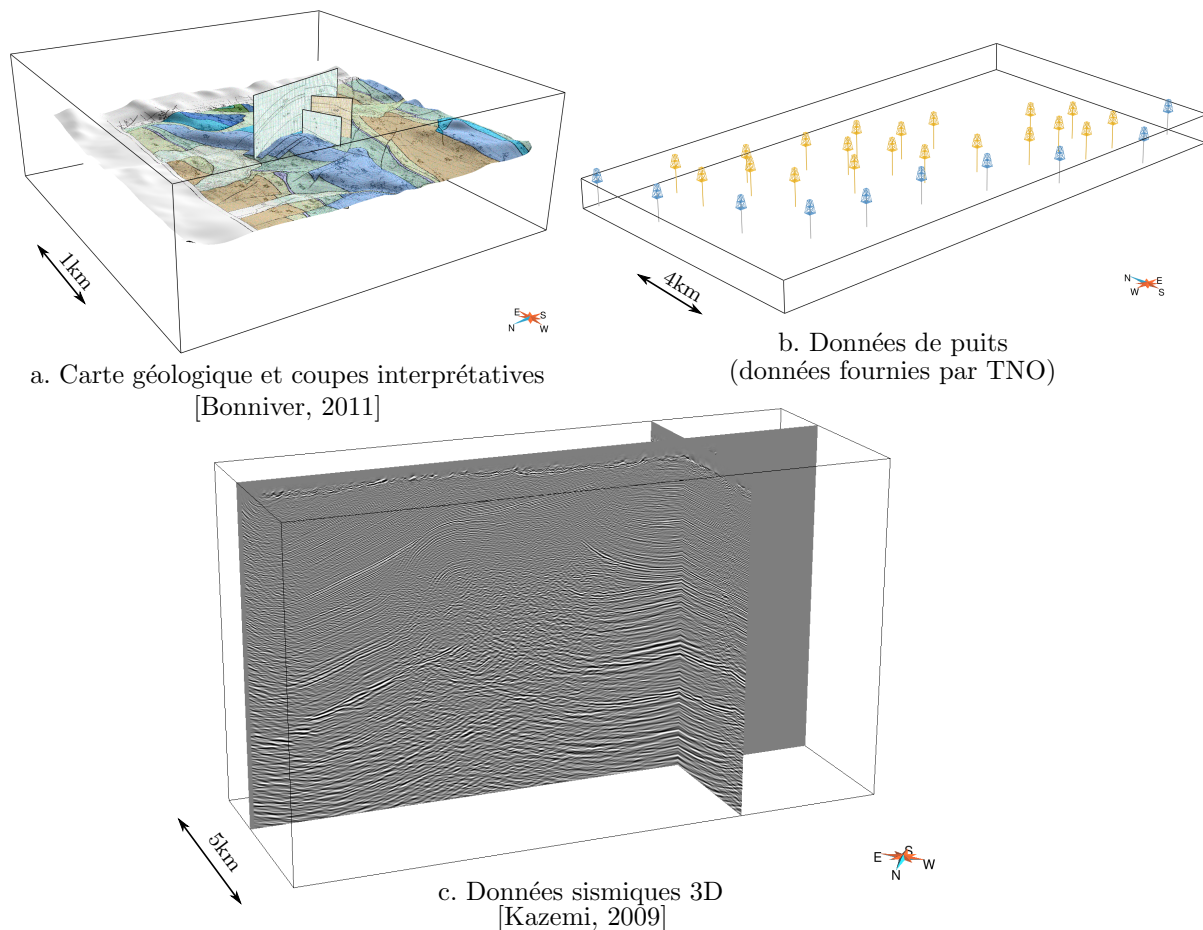 1km
E S
N W
a. Carte géologique et coupes interprétatives
[Bonniver, 2011]
4km
N E
W S
b. Données de puits
(données fournies par TNO)
5km
E S W
N
c. Données sismiques 3D
[Kazemi, 2009]